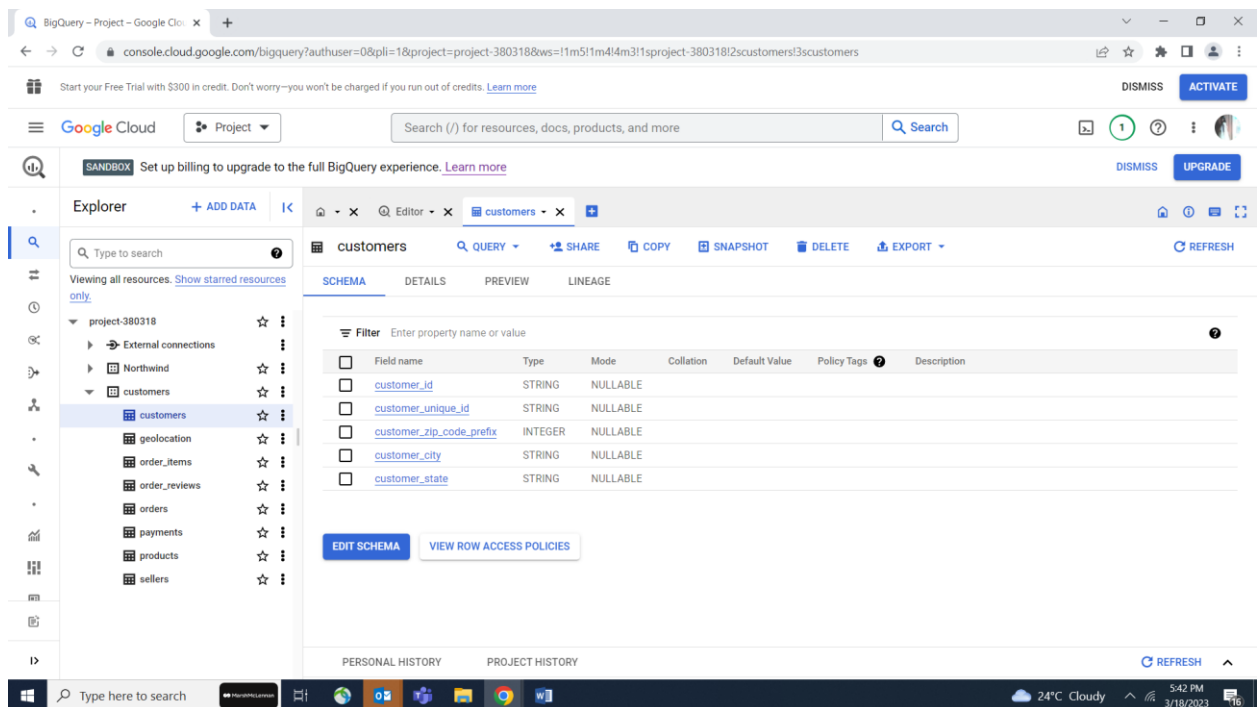 BigQuery – Project – Google Clou
console.cloud.google.com/bigquery?authuser=0&pli=1&project=project-380318&ws=!1m5!1m4!4m3!1sproject-380318!2scustomers!3scustomers
Start your Free Trial with $300 in credit. Don't worry—you won't be charged if you run out of credits. Learn more
DISMISS
ACTIVATE
Google Cloud
Project
Search (/) for resources, docs, products, and more
Search
1
SANDBOX Set up billing to upgrade to the full BigQuery experience. Learn more
DISMISS
UPGRADE
Explorer
+ ADD DATA
Editor
customers
Type to search
customers
QUERY
SHARE
COPY
SNAPSHOT
DELETE
EXPORT
REFRESH
Viewing all resources. Show starred resources
only.
SCHEMA
DETAILS
PREVIEW
LINEAGE
project-380318
External connections
Northwind
customers
customers
geolocation
order_items
order_reviews
orders
payments
products
sellers
Filter Enter property name or value
Field name Type Mode Collation Default Value Policy Tags Description
customer_id STRING NULLABLE
customer_unique_id STRING NULLABLE
customer_zip_code_prefix INTEGER NULLABLE
customer_city STRING NULLABLE
customer_state STRING NULLABLE
EDIT SCHEMA
VIEW ROW ACCESS POLICIES
PERSONAL HISTORY
PROJECT HISTORY
REFRESH
Type here to search
MarshMcLennan
24°C Cloudy
5:42 PM
3/18/2023
16